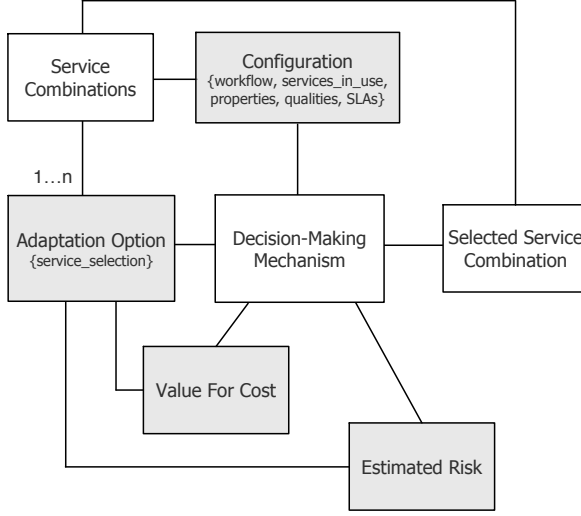 Service
Combinations
Configuration
{workflow, services_in_use,
properties, qualities, SLAs}
1...n
Adaptation Option
{service_selection}
Decision-Making
Mechanism
Selected Service
Combination
Value For Cost
Estimated Risk